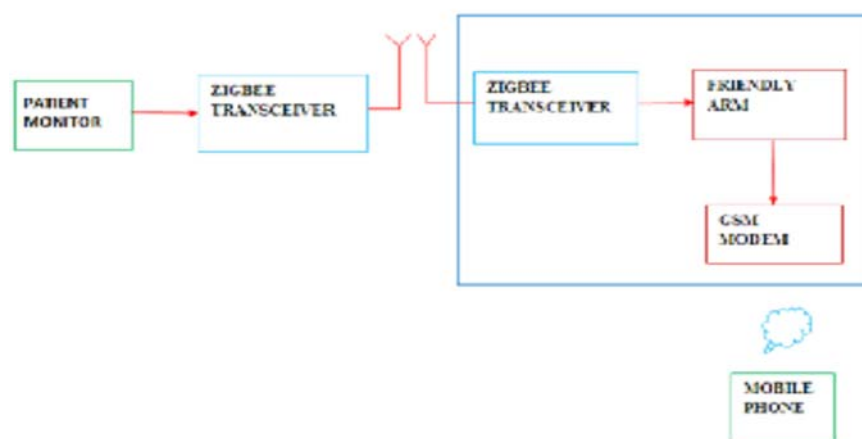 PATIENT
MONITOR
ZIGBEE
TRANSCEIVER
ZIGBEE
TRANSCEIVER
FRIENDLY
ARM
GSM
MODEM
MOBILE
PHONE